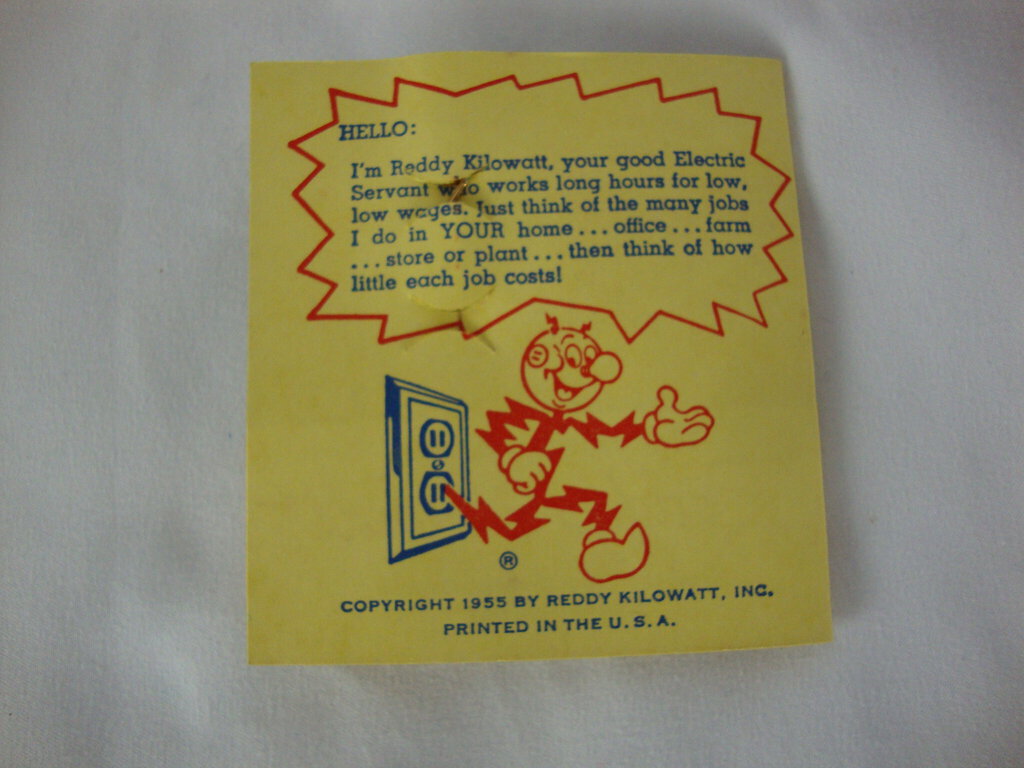 HELLO:
I'm Reddy Kilowatt, your good Electric
Servant who works long hours for low,
low wages. Just think of the many jobs
I do in YOUR home...office...farm
...store or plant...then think of how
little each job costs!
®
COPYRIGHT 1955 BY REDDY KILOWATT, INC.
PRINTED IN THE U.S.A.